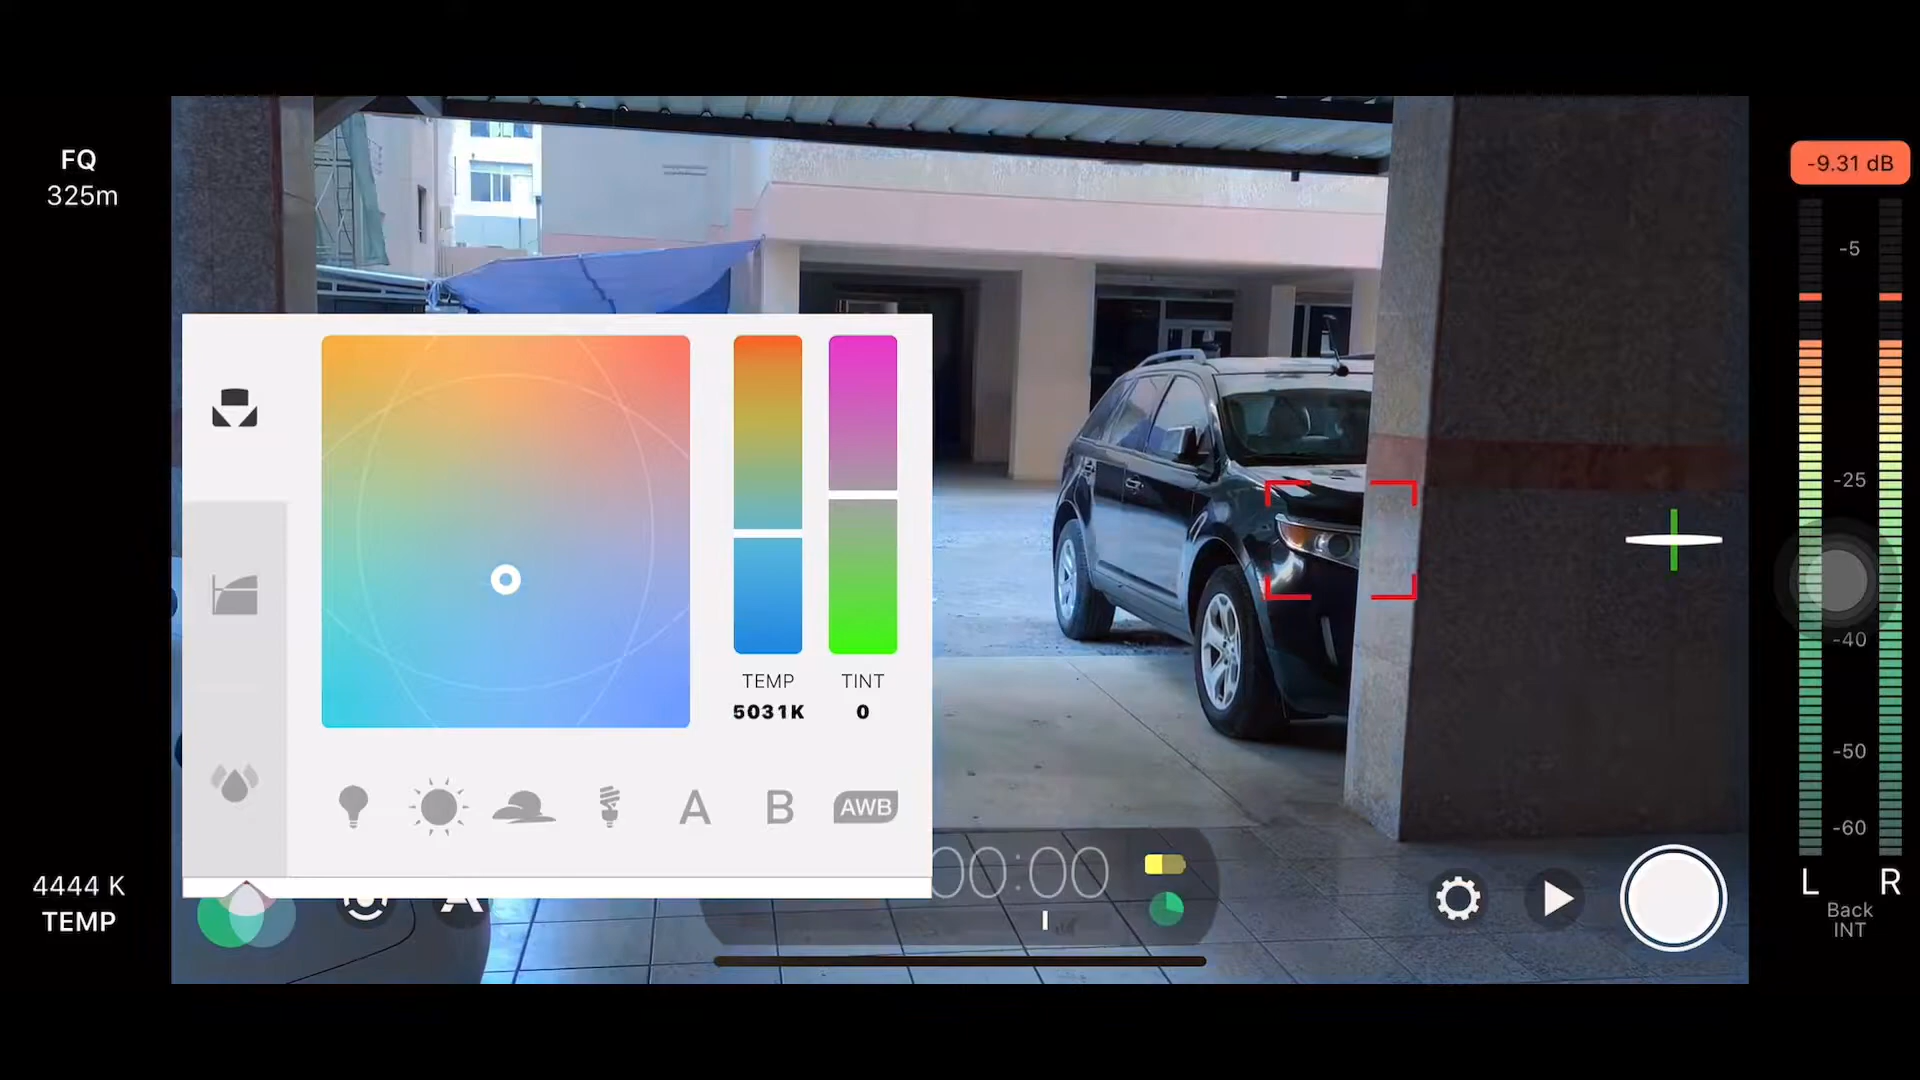 FQ
325m
-9.31 dB
-5
-25
-40
-50
-60
L R
Back
INT
TEMP TINT
5031K 0
A B AWB
00:00
4444 K
TEMP